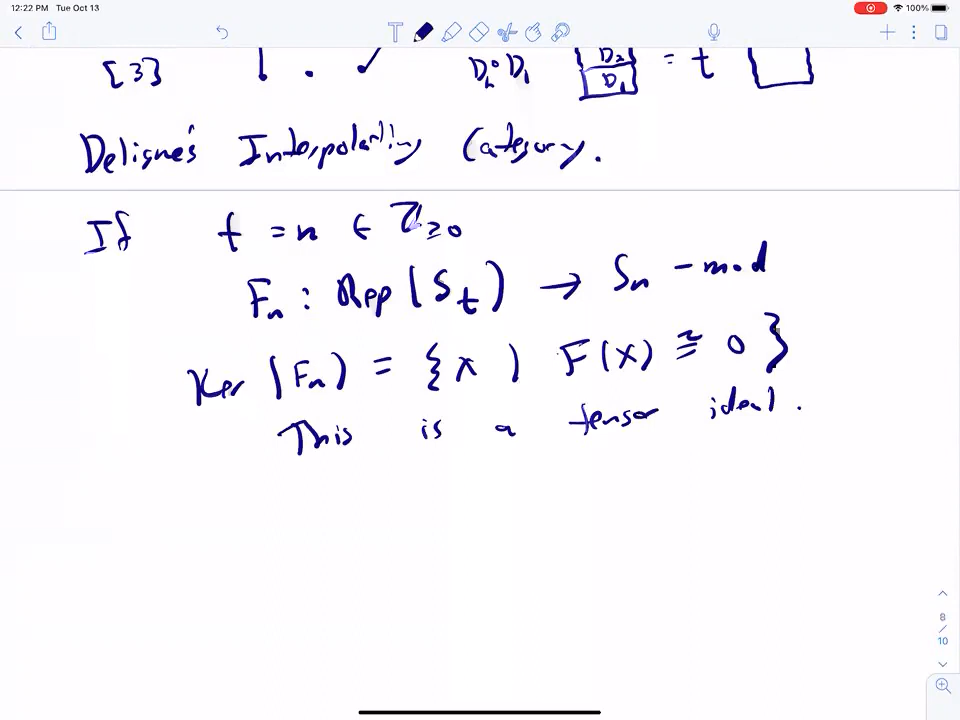 12:22 PM Tue Oct 13
100%
[3] D₂∘D₁ D₂ D₁ = t
Deligne's Interpolating Category.
If t = n ∈ ℤ≥0
Fₙ : Rep(S_t) → Sₙ-mod
Ker(Fₙ) = {X | F(X) ≅ 0}
This is a tensor ideal.
8
/
10